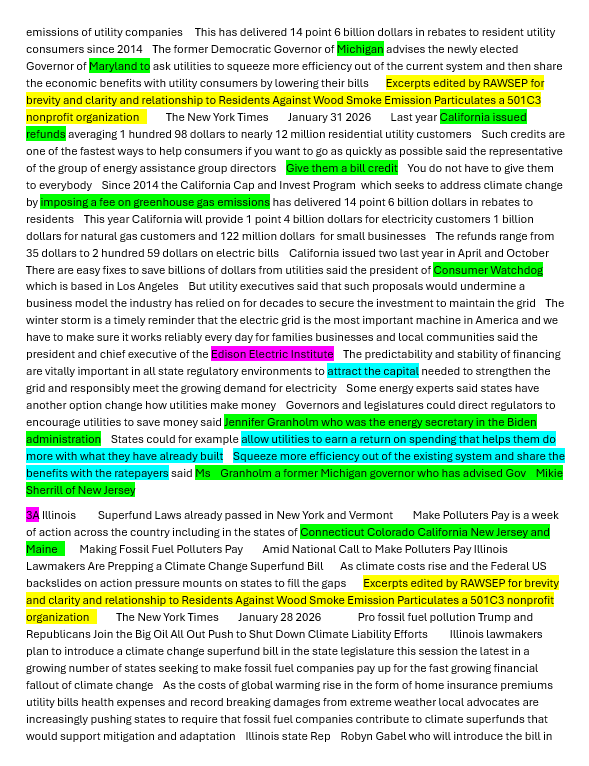 emissions of utility companies    This has delivered 14 point 6 billion dollars in rebates to resident utility
consumers since 2014   The former Democratic Governor of Michigan advises the newly elected
Governor of Maryland to ask utilities to squeeze more efficiency out of the current system and then share
the economic benefits with utility consumers by lowering their bills      Excerpts edited by RAWSEP for
brevity and clarity and relationship to Residents Against Wood Smoke Emission Particulates a 501C3
nonprofit organization        The New York Times      January 31 2026      Last year California issued
refunds averaging 1 hundred 98 dollars to nearly 12 million residential utility customers   Such credits are
one of the fastest ways to help consumers if you want to go as quickly as possible said the representative
of the group of energy assistance group directors   Give them a bill credit   You do not have to give them
to everybody   Since 2014 the California Cap and Invest Program  which seeks to address climate change
by imposing a fee on greenhouse gas emissions has delivered 14 point 6 billion dollars in rebates to
residents   This year California will provide 1 point 4 billion dollars for electricity customers 1 billion
dollars for natural gas customers and 122 million dollars  for small businesses   The refunds range from
35 dollars to 2 hundred 59 dollars on electric bills   California issued two last year in April and October
There are easy fixes to save billions of dollars from utilities said the president of Consumer Watchdog
which is based in Los Angeles   But utility executives said that such proposals would undermine a
business model the industry has relied on for decades to secure the investment to maintain the grid   The
winter storm is a timely reminder that the electric grid is the most important machine in America and we
have to make sure it works reliably every day for families businesses and local communities said the
president and chief executive of the Edison Electric Institute   The predictability and stability of financing
are vitally important in all state regulatory environments to attract the capital needed to strengthen the
grid and responsibly meet the growing demand for electricity   Some energy experts said states have
another option change how utilities make money   Governors and legislatures could direct regulators to
encourage utilities to save money said Jennifer Granholm who was the energy secretary in the Biden
administration   States could for example allow utilities to earn a return on spending that helps them do
more with what they have already built   Squeeze more efficiency out of the existing system and share the
benefits with the ratepayers said Ms   Granholm a former Michigan governor who has advised Gov   Mikie
Sherrill of New Jersey
3A Illinois      Superfund Laws already passed in New York and Vermont      Make Polluters Pay is a week
of action across the country including in the states of Connecticut Colorado California New Jersey and
Maine     Making Fossil Fuel Polluters Pay      Amid National Call to Make Polluters Pay Illinois
Lawmakers Are Prepping a Climate Change Superfund Bill     As climate costs rise and the Federal US
backslides on action pressure mounts on states to fill the gaps     Excerpts edited by RAWSEP for brevity
and clarity and relationship to Residents Against Wood Smoke Emission Particulates a 501C3 nonprofit
organization       The New York Times      January 28 2026          Pro fossil fuel pollution Trump and
Republicans Join the Big Oil All Out Push to Shut Down Climate Liability Efforts       Illinois lawmakers
plan to introduce a climate change superfund bill in the state legislature this session the latest in a
growing number of states seeking to make fossil fuel companies pay up for the fast growing financial
fallout of climate change   As the costs of global warming rise in the form of home insurance premiums
utility bills health expenses and record breaking damages from extreme weather local advocates are
increasingly pushing states to require that fossil fuel companies contribute to climate superfunds that
would support mitigation and adaptation   Illinois state Rep   Robyn Gabel who will introduce the bill in